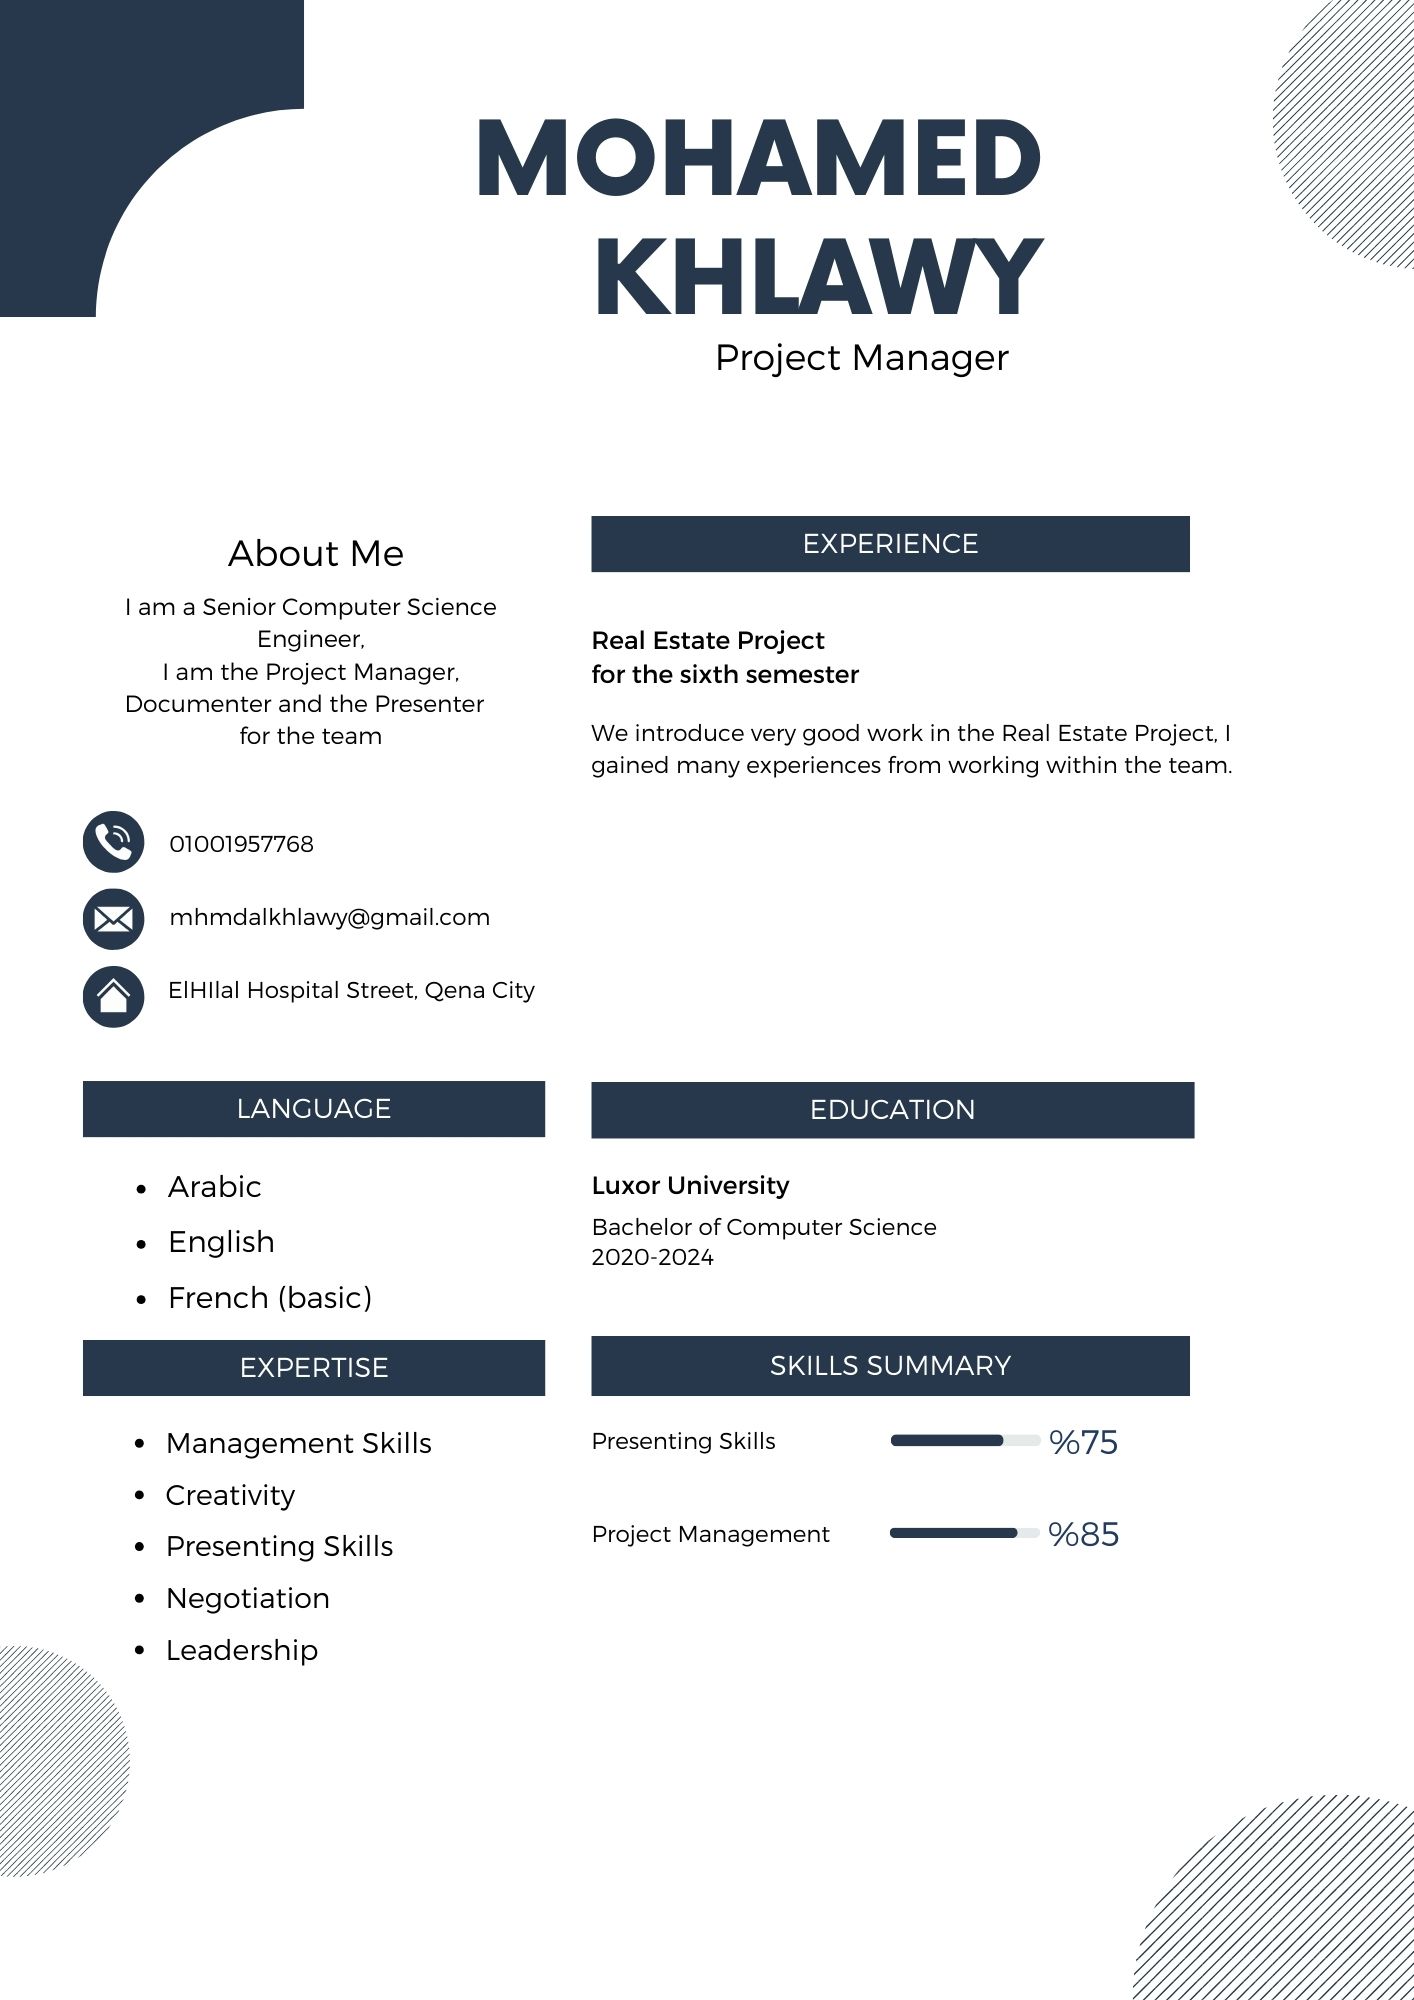 MOHAMED
KHLAWY
Project Manager
About Me
I am a Senior Computer Science
Engineer,
I am the Project Manager,
Documenter and the Presenter
for the team
01001957768
mhmdalkhlawy@gmail.com
ElHIlal Hospital Street, Qena City
LANGUAGE
• Arabic
• English
• French (basic)
EXPERTISE
• Management Skills
• Creativity
• Presenting Skills
• Negotiation
• Leadership
EXPERIENCE
Real Estate Project
for the sixth semester
We introduce very good work in the Real Estate Project, I
gained many experiences from working within the team.
EDUCATION
Luxor University
Bachelor of Computer Science
2020-2024
SKILLS SUMMARY
Presenting Skills %75
Project Management %85